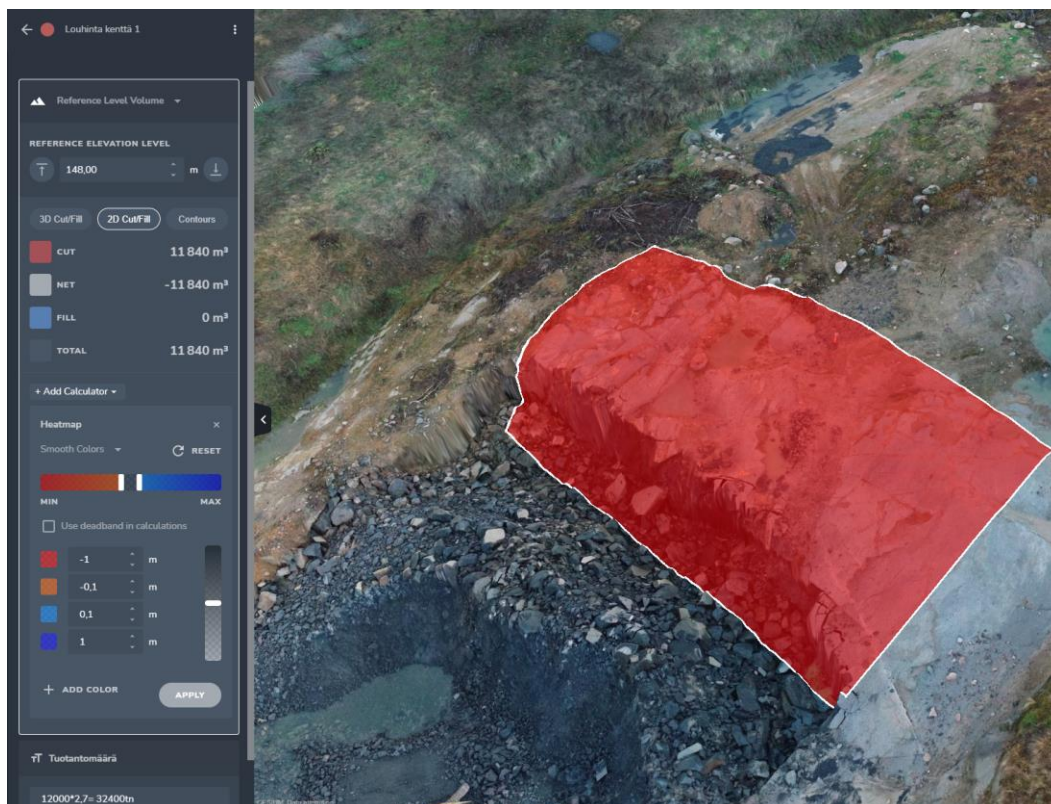 Louhinta kenttä 1
Reference Level Volume
REFERENCE ELEVATION LEVEL
148,00 m
3D Cut/Fill 2D Cut/Fill Contours
CUT 11 840 m³
NET -11 840 m³
FILL 0 m³
TOTAL 11 840 m³
+ Add Calculator
Heatmap ×
Smooth Colors RESET
MIN MAX
Use deadband in calculations
-1 m
-0,1 m
0,1 m
1 m
+ ADD COLOR APPLY
TT Tuotantomäärä
12000*2,7= 32400tn